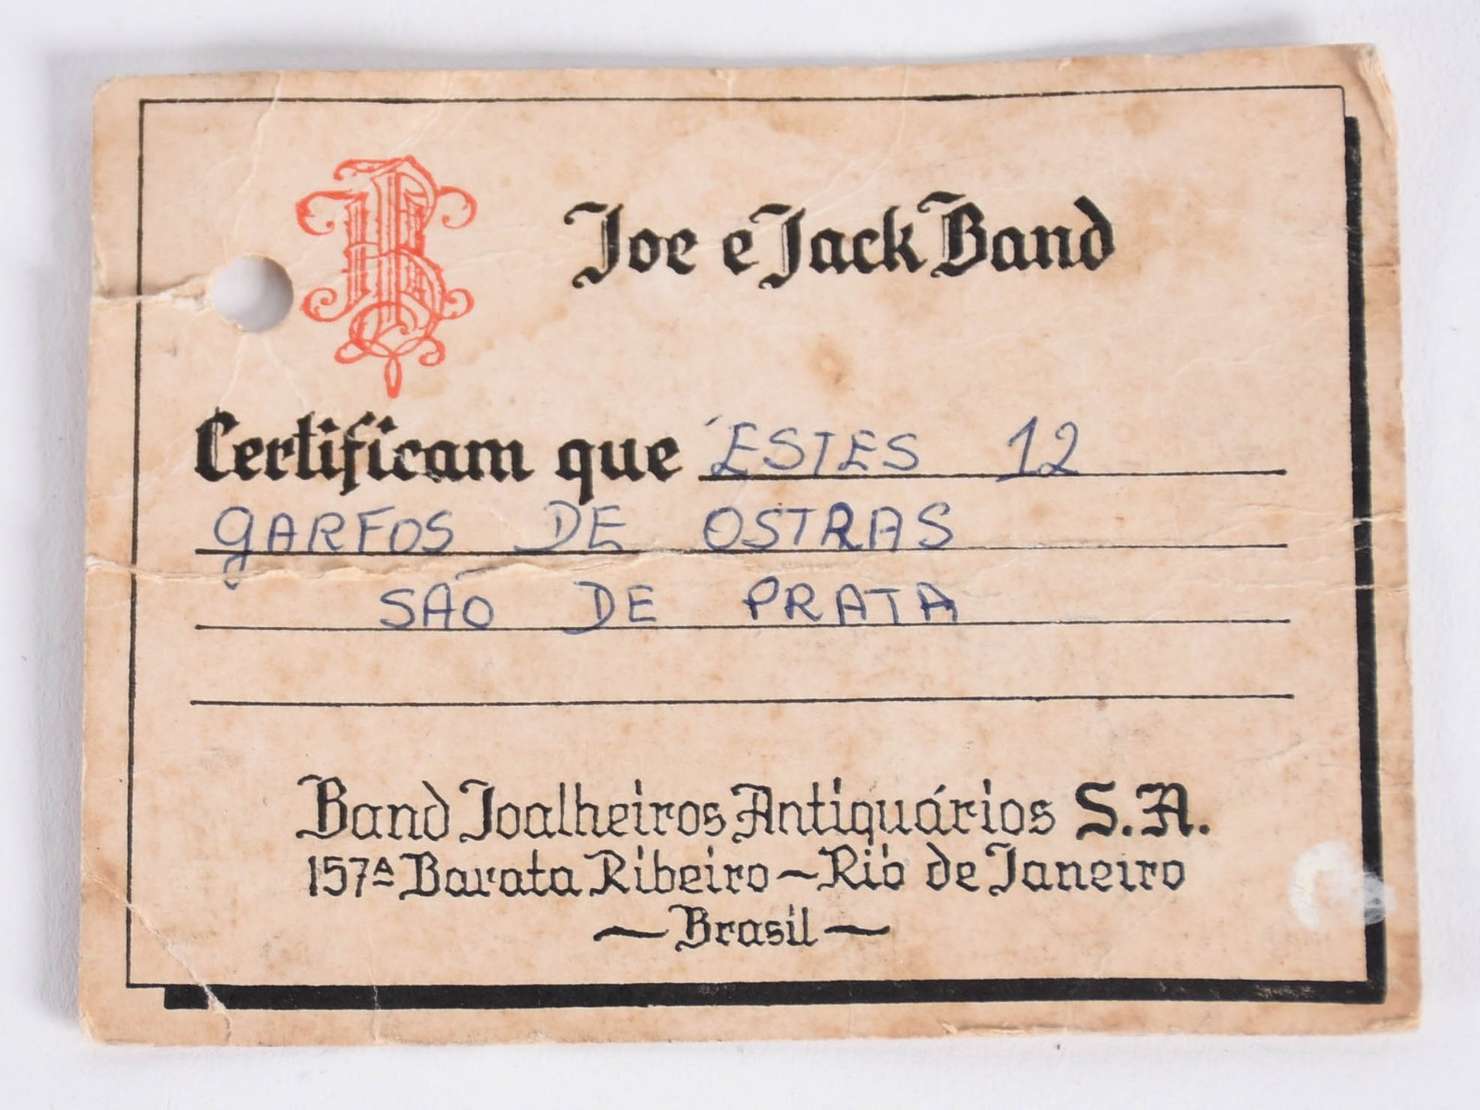 Joe e Jack Band
Certificam que ESTES 12
GARFOS DE OSTRAS
SÃO DE PRATA
Band Joalheiros Antiquários S.A.
157ª Barata Ribeiro ~ Rio de Janeiro
~ Brasil ~